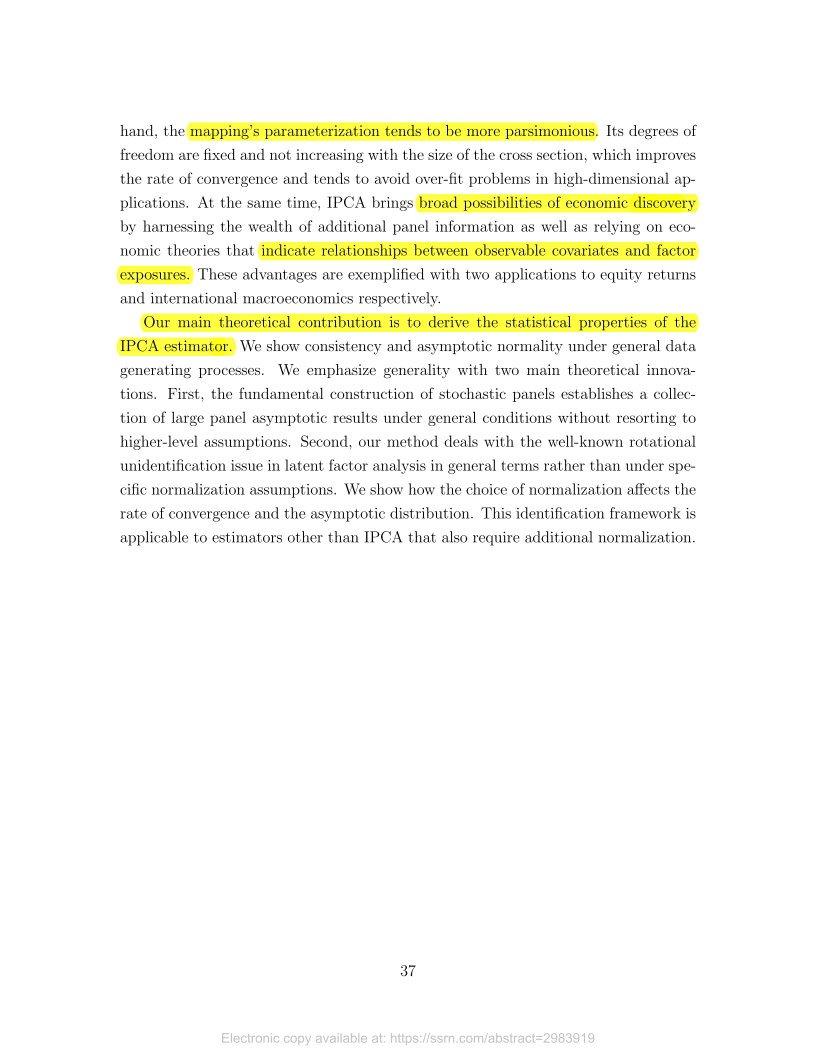 hand, the mapping's parameterization tends to be more parsimonious. Its degrees of
freedom are fixed and not increasing with the size of the cross section, which improves
the rate of convergence and tends to avoid over-fit problems in high-dimensional ap-
plications. At the same time, IPCA brings broad possibilities of economic discovery
by harnessing the wealth of additional panel information as well as relying on eco-
nomic theories that indicate relationships between observable covariates and factor
exposures. These advantages are exemplified with two applications to equity returns
and international macroeconomics respectively.
Our main theoretical contribution is to derive the statistical properties of the
IPCA estimator. We show consistency and asymptotic normality under general data
generating processes. We emphasize generality with two main theoretical innova-
tions. First, the fundamental construction of stochastic panels establishes a collec-
tion of large panel asymptotic results under general conditions without resorting to
higher-level assumptions. Second, our method deals with the well-known rotational
unidentification issue in latent factor analysis in general terms rather than under spe-
cific normalization assumptions. We show how the choice of normalization affects the
rate of convergence and the asymptotic distribution. This identification framework is
applicable to estimators other than IPCA that also require additional normalization.
37
Electronic copy available at: https://ssrn.com/abstract=2983919